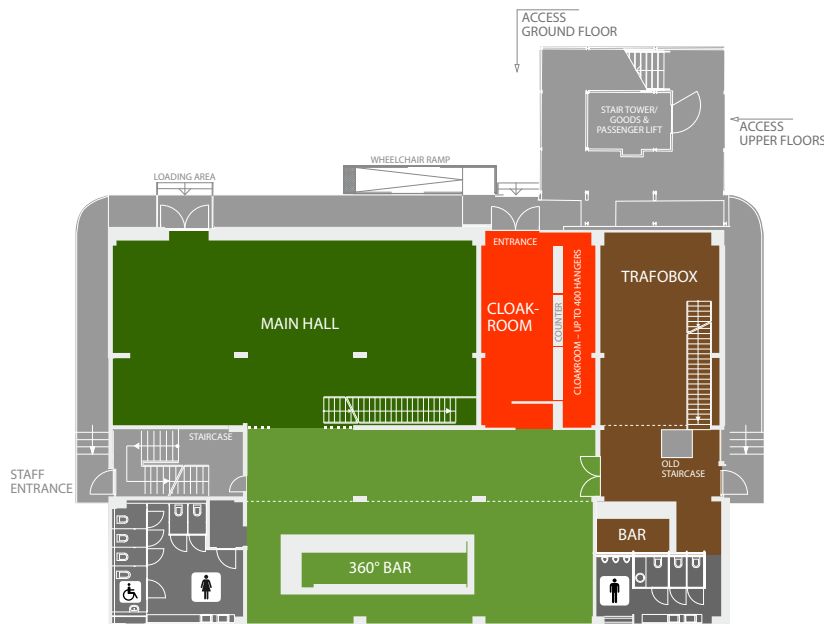 ACCESS
GROUND FLOOR
STAIR TOWER/
GOODS &
PASSENGER LIFT
ACCESS
UPPER FLOORS
WHEELCHAIR RAMP
LOADING AREA
ENTRANCE
MAIN HALL
CLOAK-
ROOM
COUNTER
CLOAKROOM – UP TO 400 HANGERS
TRAFOBOX
STAIRCASE
OLD
STAIRCASE
STAFF
ENTRANCE
BAR
360° BAR